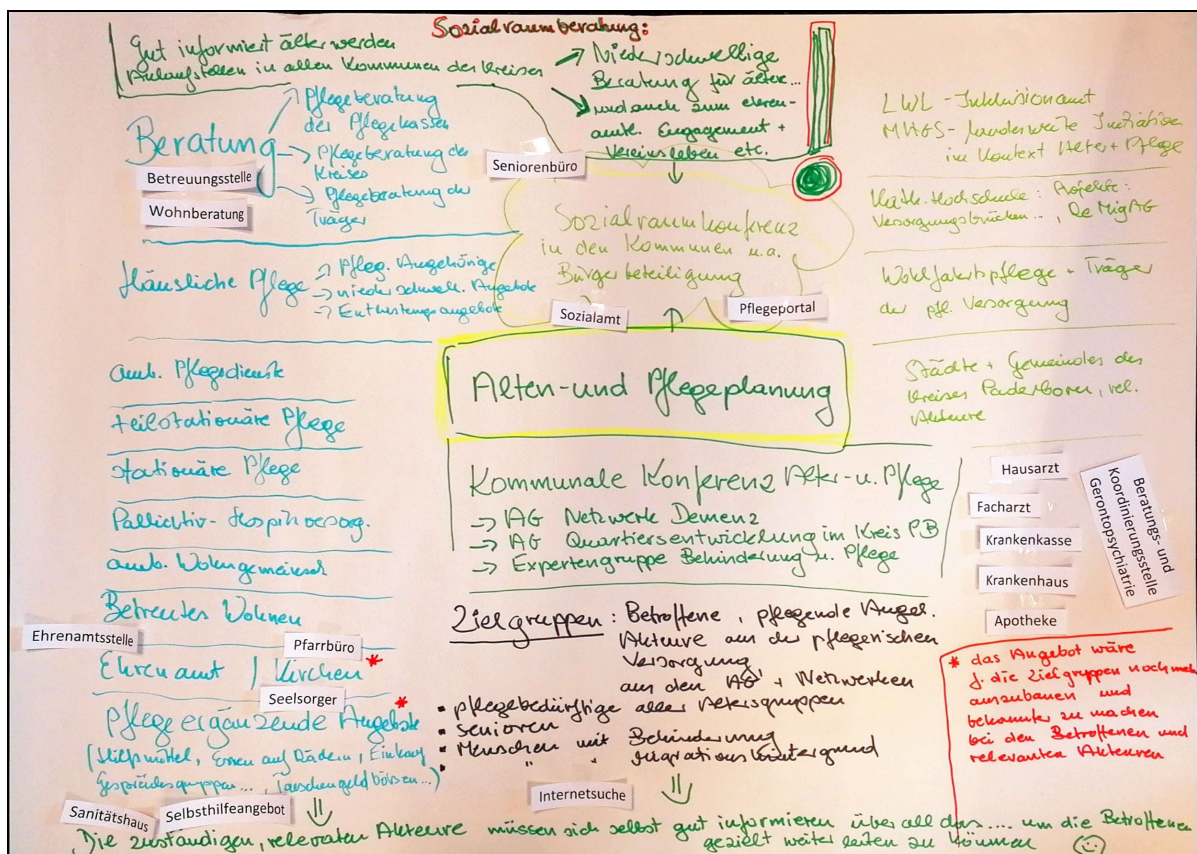 Sozialraumberatung:
Gut informiert älter werden
Anlaufstellen in allen Kommunen des Kreises
Niederschwellige
Beratung für ältere...
und auch zum ehren-
amtl. Engagement +
Vereinsleben etc.
Beratung
Pflegeberatung
der Pflegekassen
Pflegeberatung des
Kreises
Pflegeberatung der
Träger
Betreuungsstelle
Wohnberatung
Seniorenbüro
Häusliche Pflege
Pfleg. Angehörige
niederschwell. Angebote
Entlastungsangebote
amb. Pflegedienste
teilstationäre Pflege
stationäre Pflege
Palliativ- Hospizversorg.
amb. Wohngemeinsch
Betreutes Wohnen
Ehrenamtsstelle
Pfarrbüro
Ehrenamt / Kirchen *
Seelsorger
Pflege ergänzende Angebote *
(Hilfsmittel, Essen auf Rädern, Einkauf
Gesprächsgruppen..., Taschengeldbörsen...)
Sanitätshaus
Selbsthilfeangebot
Sozialraumkonferenz
in den Kommunen u.a.
Bürgerbeteiligung
Sozialamt
Pflegeportal
Alten- und Pflegeplanung
Kommunale Konferenz Alter- u. Pflege
-> AG Netzwerk Demenz
-> AG Quartiersentwicklung im Kreis PB
-> Expertengruppe Behinderung u. Pflege
Zielgruppen: Betroffene, pflegende Angeh.
Akteure aus der pflegerischen
Versorgung
aus den AG + Netzwerken
▪ pflegebedürftige aller Altersgruppen
▪ Senioren
▪ Menschen mit Behinderung
▪ " " Migrationshintergrund
Internetsuche
LWL - Inklusionsamt
MAGS - landesweite Initiative
im Kontext Alter + Pflege
Kath. Hochschule: Projekte:
Versorgungsbrücken..., DeMigAG
Wohlfahrtspflege + Träger
der pfl. Versorgung
Städte + Gemeinden des
Kreises Paderborn, rel.
Akteure
Hausarzt
Facharzt
Krankenkasse
Krankenhaus
Apotheke
Beratungs- und
Koordinierungsstelle
Gerontopsychiatrie
* das Angebot wäre
f. die Zielgruppen noch mehr
auszubauen und
bekannter zu machen
bei den Betroffenen und
relevanten Akteuren
Die zuständigen, relevanten Akteure müssen sich selbst gut informieren über all das.... um die Betroffenen
gezielt weiter leiten zu können